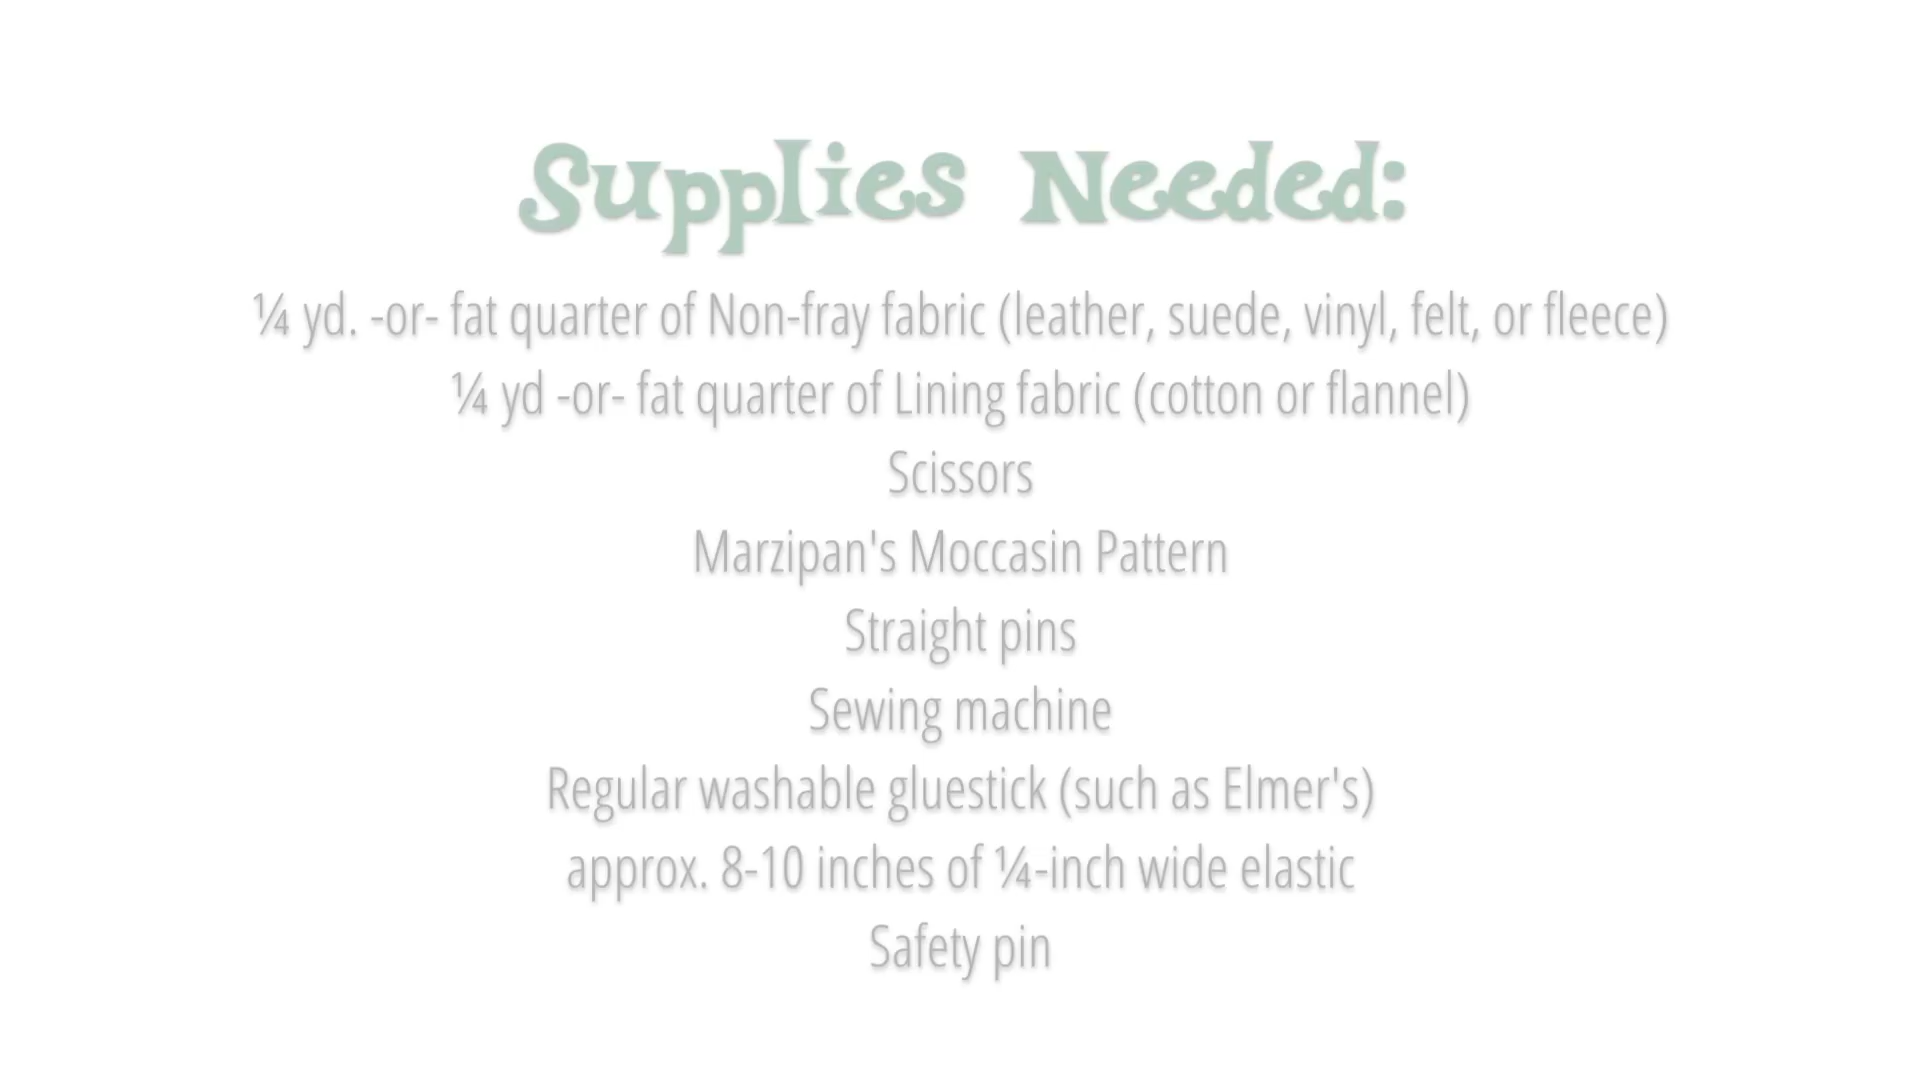 Supplies Needed:
¼ yd. -or- fat quarter of Non-fray fabric (leather, suede, vinyl, felt, or fleece)
¼ yd -or- fat quarter of Lining fabric (cotton or flannel)
Scissors
Marzipan's Moccasin Pattern
Straight pins
Sewing machine
Regular washable gluestick (such as Elmer's)
approx. 8-10 inches of ¼-inch wide elastic
Safety pin